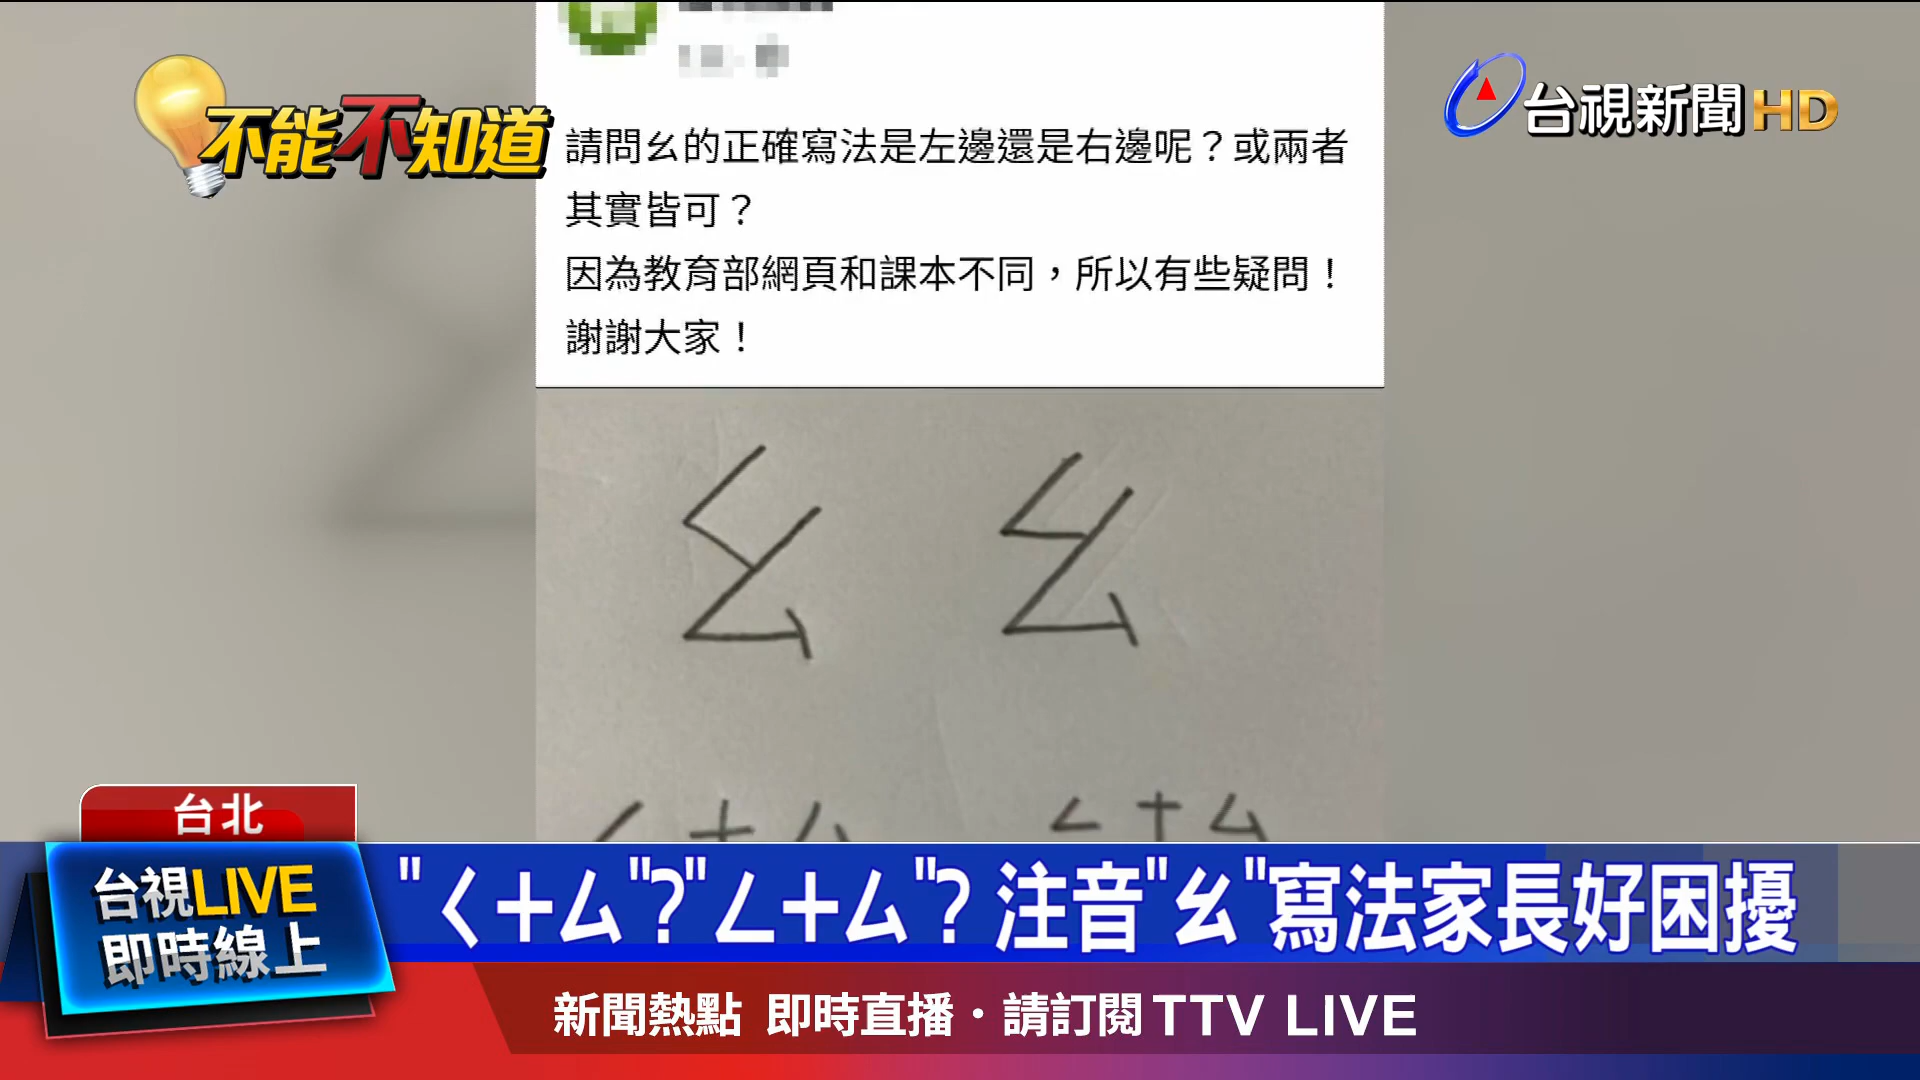 不能不知道
台視新聞HD
請問ㄠ的正確寫法是左邊還是右邊呢？或兩者
其實皆可？
因為教育部網頁和課本不同，所以有些疑問！
謝謝大家！
ㄠ ㄠ
ㄑ+ㄙ ㄥ+ㄙ
台北
台視LIVE
即時線上
"ㄑ+ㄙ"?"ㄥ+ㄙ"? 注音"ㄠ"寫法家長好困擾
新聞熱點 即時直播・請訂閱TTV LIVE